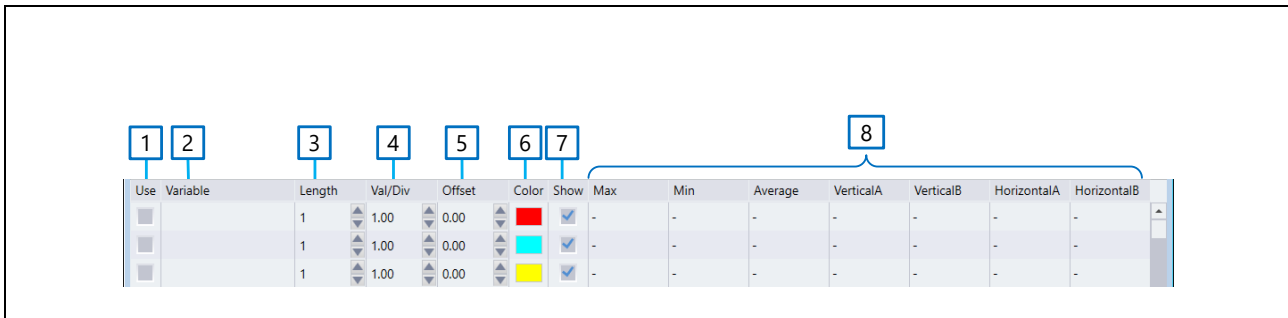 1 2 3 4 5 6 7 8
Use Variable Length Val/Div Offset Color Show Max Min Average VerticalA VerticalB HorizontalA HorizontalB
1 1.00 0.00 - - - - - - -
1 1.00 0.00 - - - - - - -
1 1.00 0.00 - - - - - - -